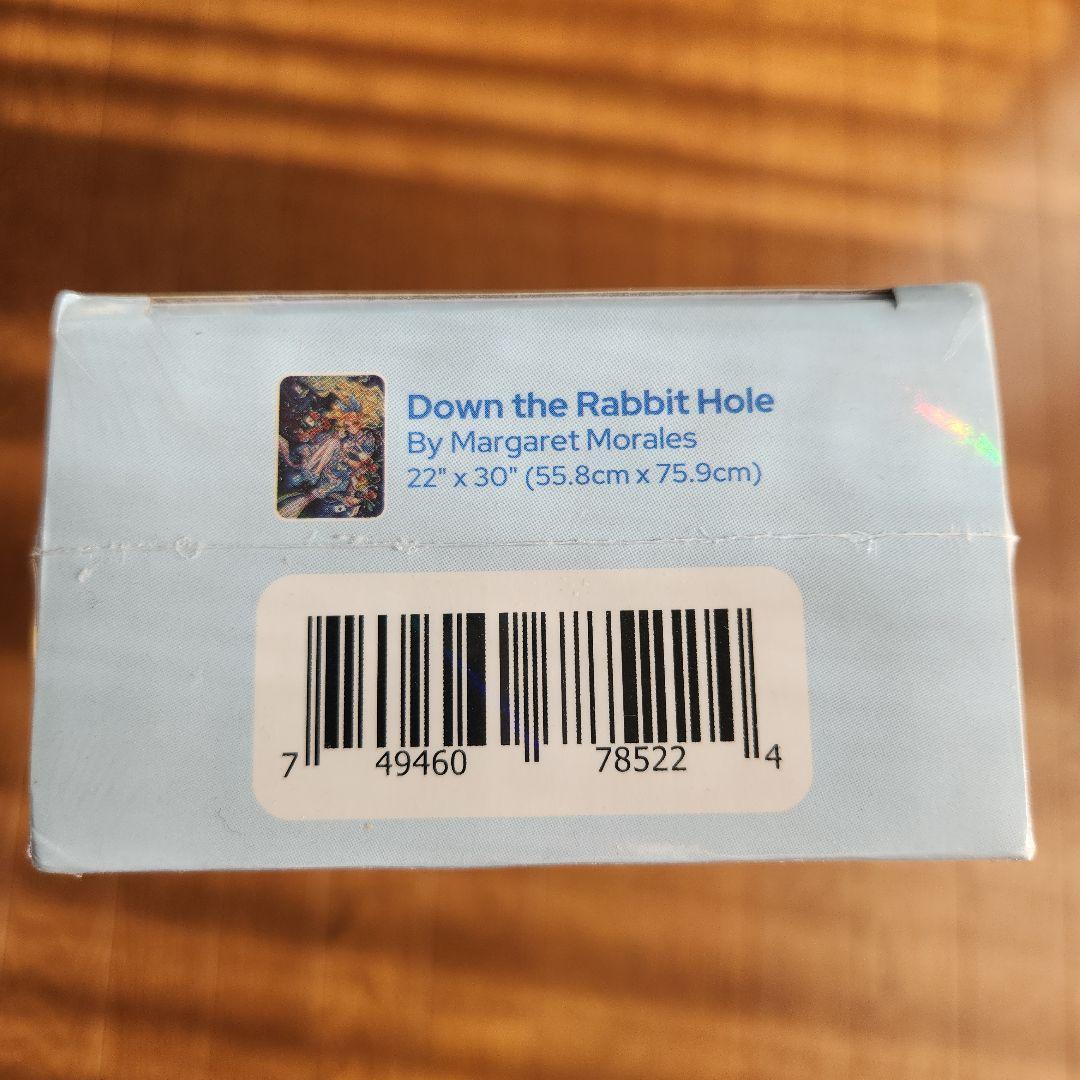 Down the Rabbit Hole
By Margaret Morales
22" x 30" (55.8cm x 75.9cm)
7 49460 78522 4